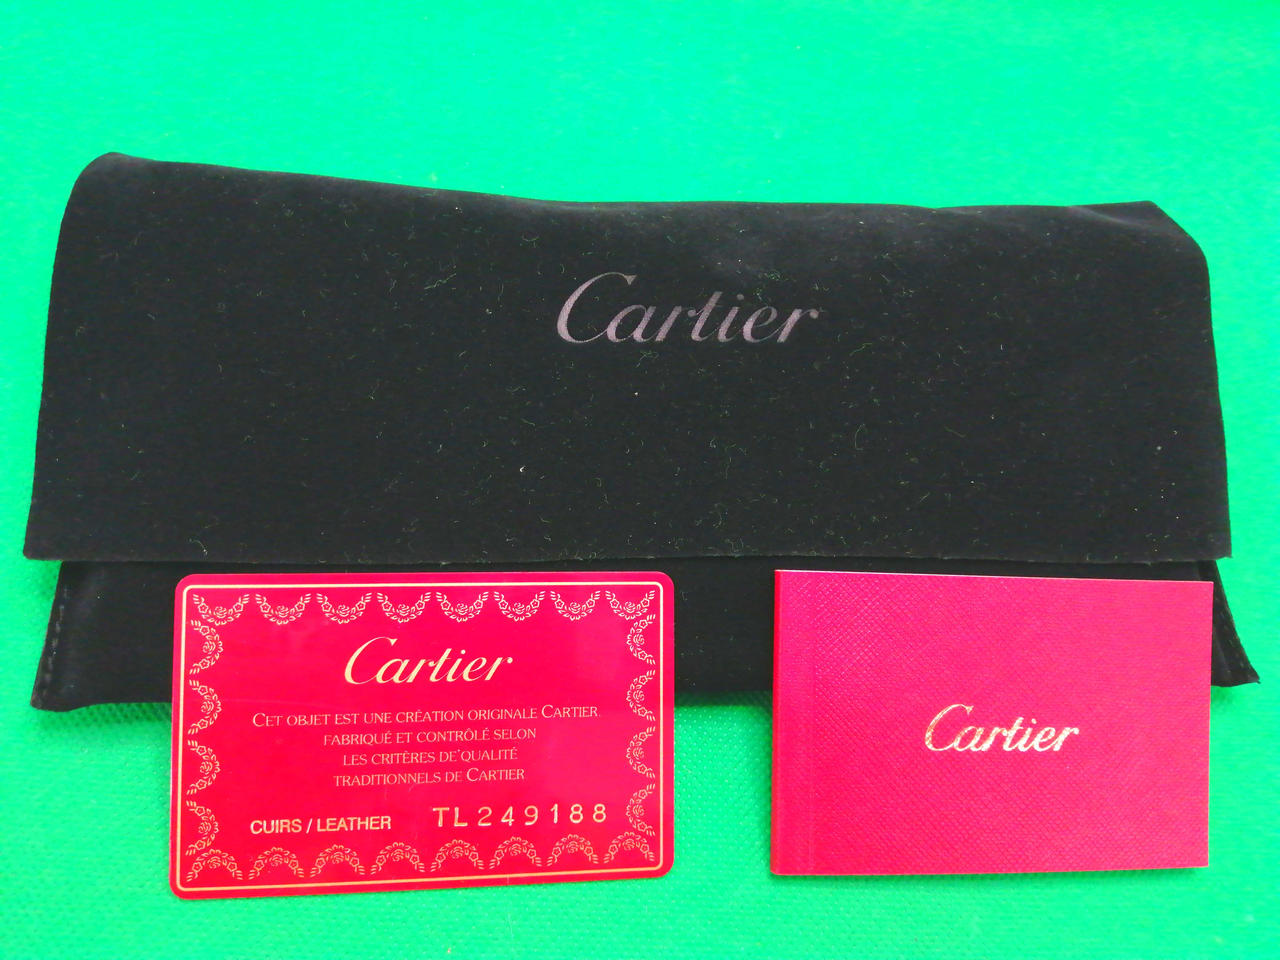 Cartier
Cartier
CET OBJET EST UNE CRÉATION ORIGINALE CARTIER
FABRIQUÉ ET CONTRÔLÉ SELON
LES CRITÈRES DE QUALITÉ
TRADITIONNELS DE CARTIER
CUIRS / LEATHER TL249188
Cartier